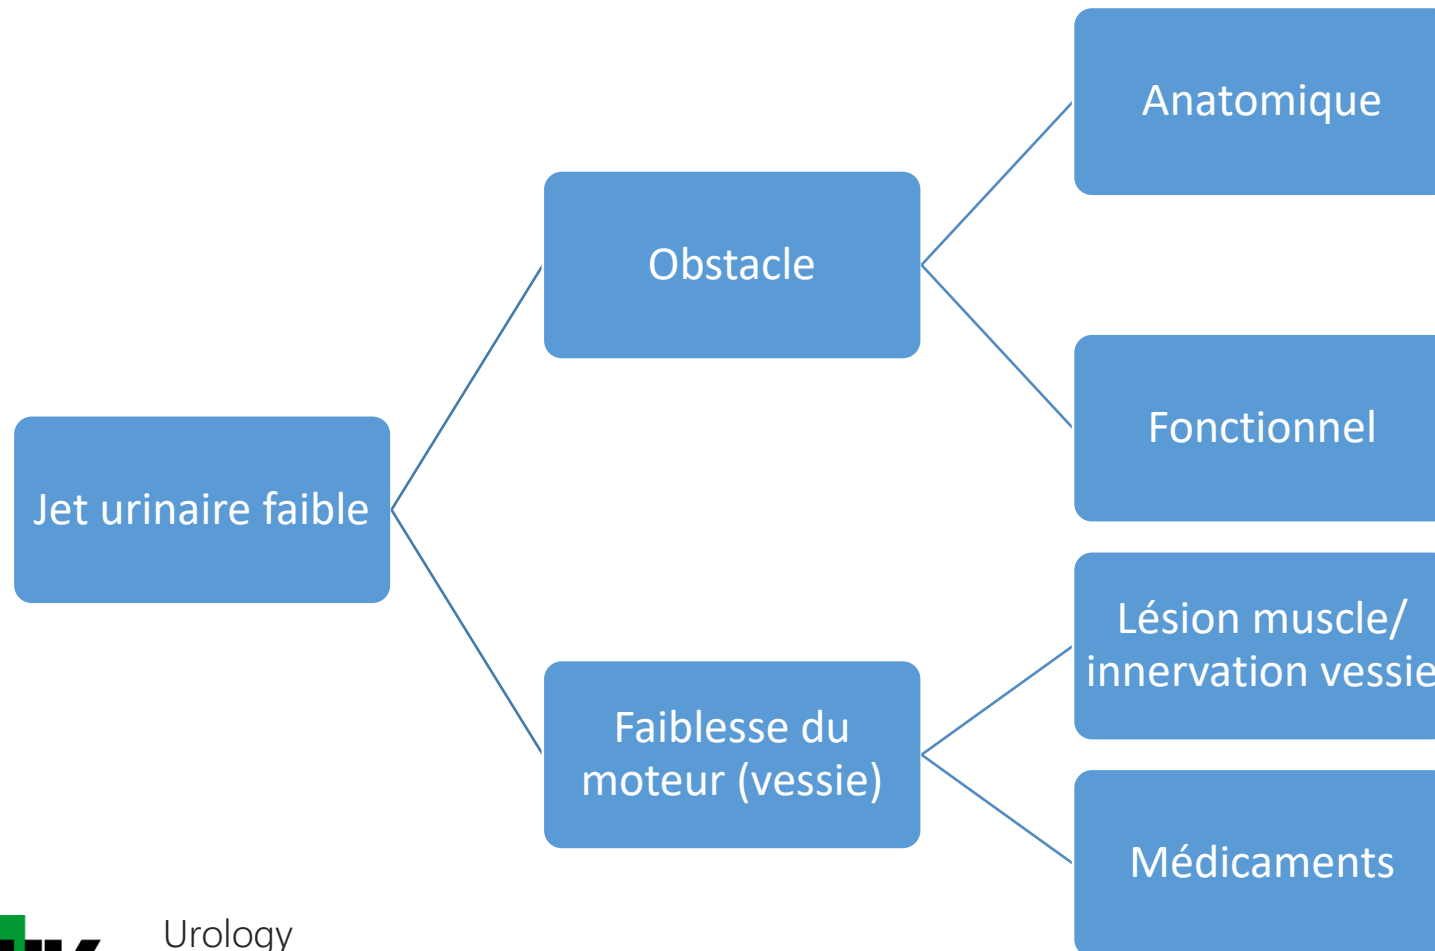 Anatomique
Obstacle
Fonctionnel
Jet urinaire faible
Lésion muscle/
innervation vessie
Faiblesse du
moteur (vessie)
Médicaments
Urology